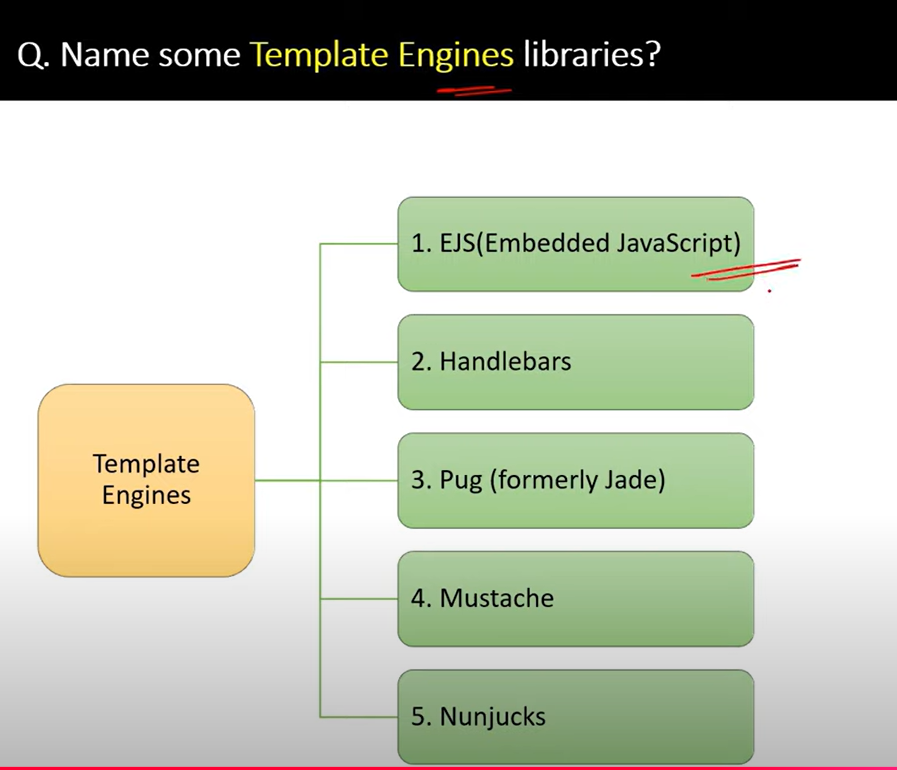 Q. Name some Template Engines libraries?
1. EJS(Embedded JavaScript)
2. Handlebars
Template
Engines
3. Pug (formerly Jade)
4. Mustache
5. Nunjucks